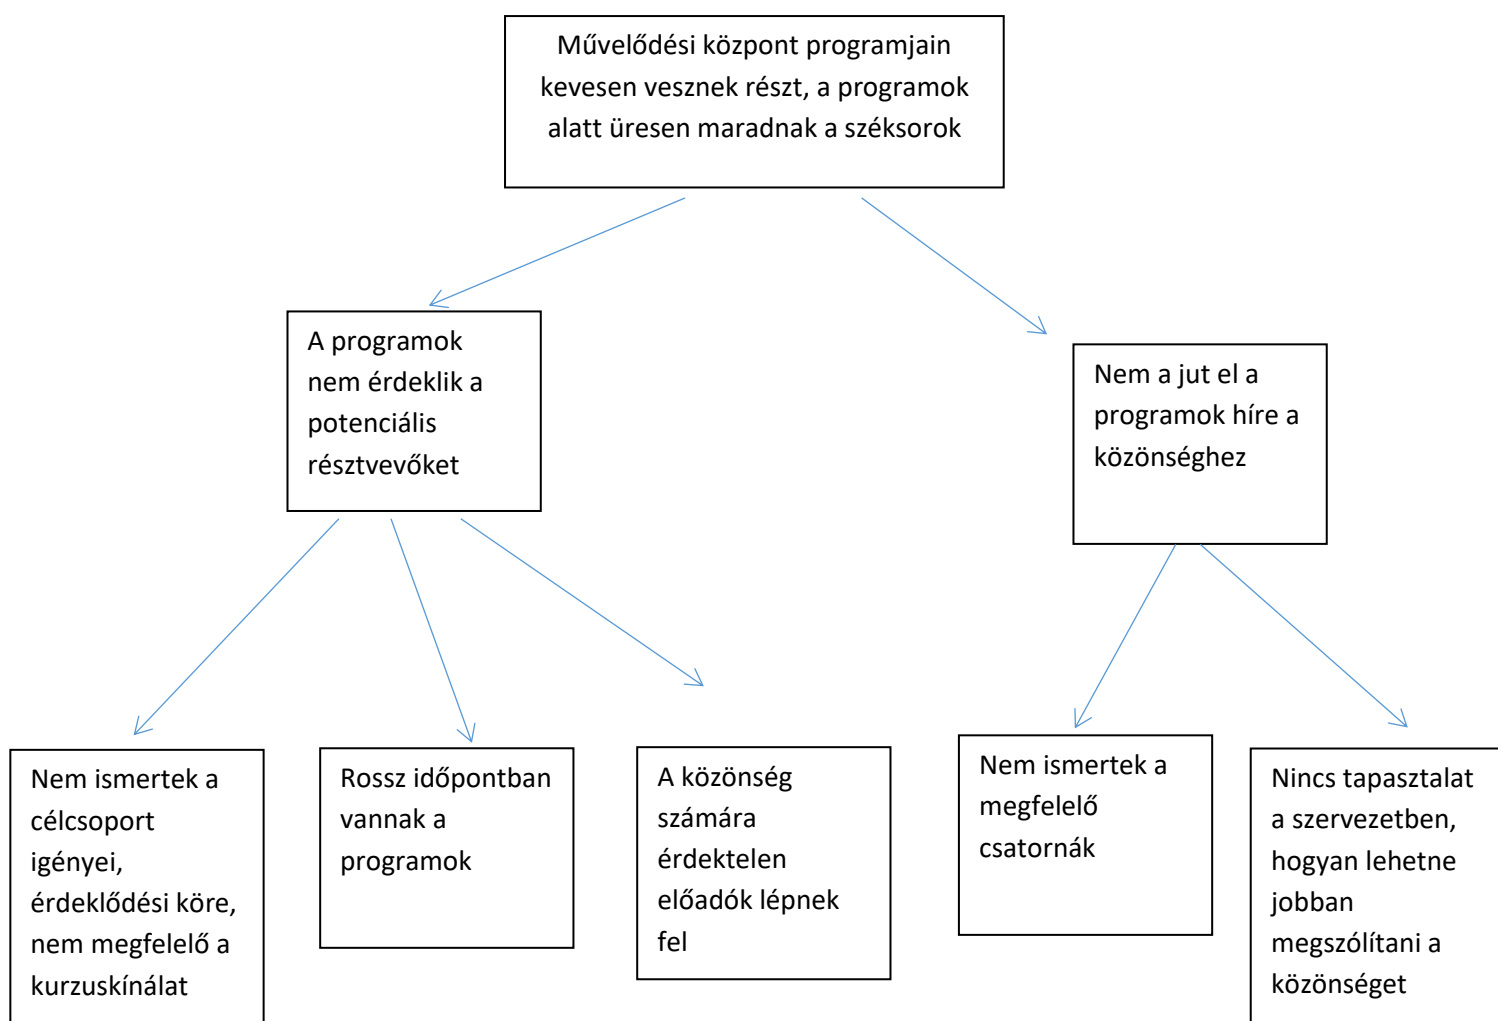 Művelődési központ programjain
kevesen vesznek részt, a programok
alatt üresen maradnak a széksorok
A programok
nem érdeklik a
potenciális
résztvevőket
Nem a jut el a
programok híre a
közönséghez
Nem ismertek a
célcsoport
igényei,
érdeklődési köre,
nem megfelelő a
kurzuskínálat
Rossz időpontban
vannak a
programok
A közönség
számára
érdektelen
előadók lépnek
fel
Nem ismertek a
megfelelő
csatornák
Nincs tapasztalat
a szervezetben,
hogyan lehetne
jobban
megszólítani a
közönséget